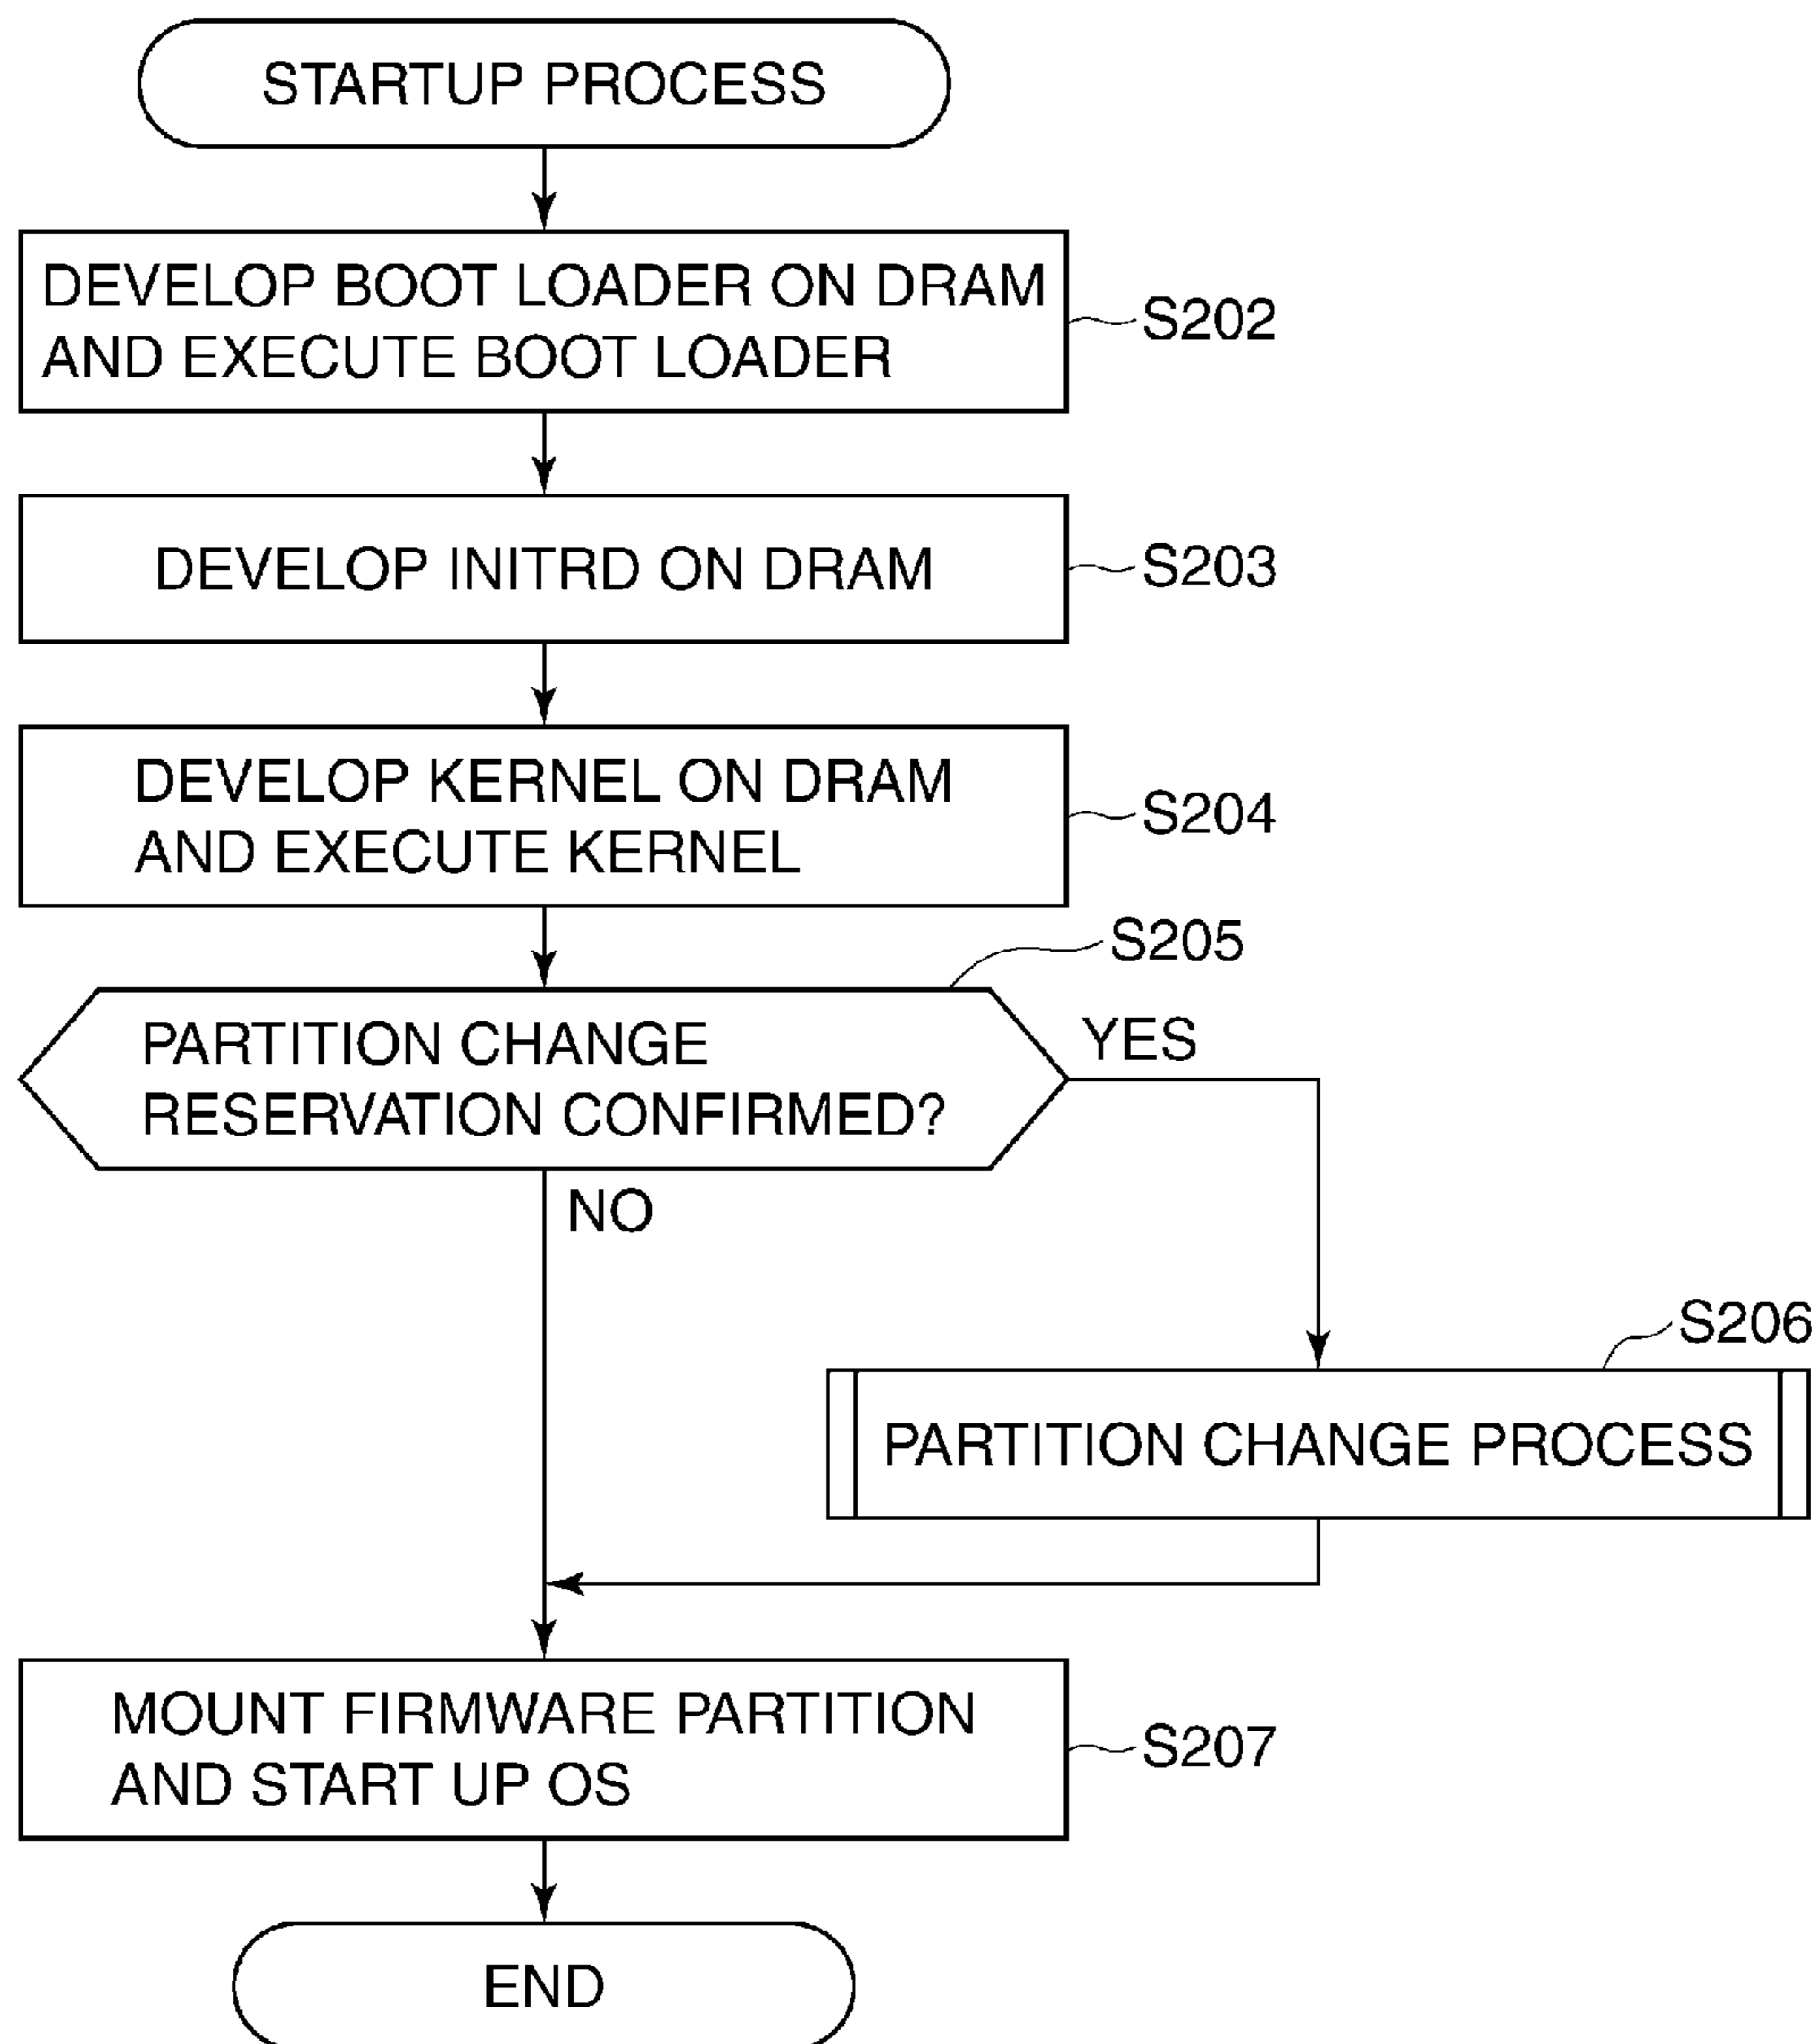 STARTUP PROCESS
DEVELOP BOOT LOADER ON DRAM
AND EXECUTE BOOT LOADER
S202
DEVELOP INITRD ON DRAM
S203
DEVELOP KERNEL ON DRAM
AND EXECUTE KERNEL
S204
S205
PARTITION CHANGE
RESERVATION CONFIRMED?
YES
NO
S206
PARTITION CHANGE PROCESS
MOUNT FIRMWARE PARTITION
AND START UP OS
S207
END